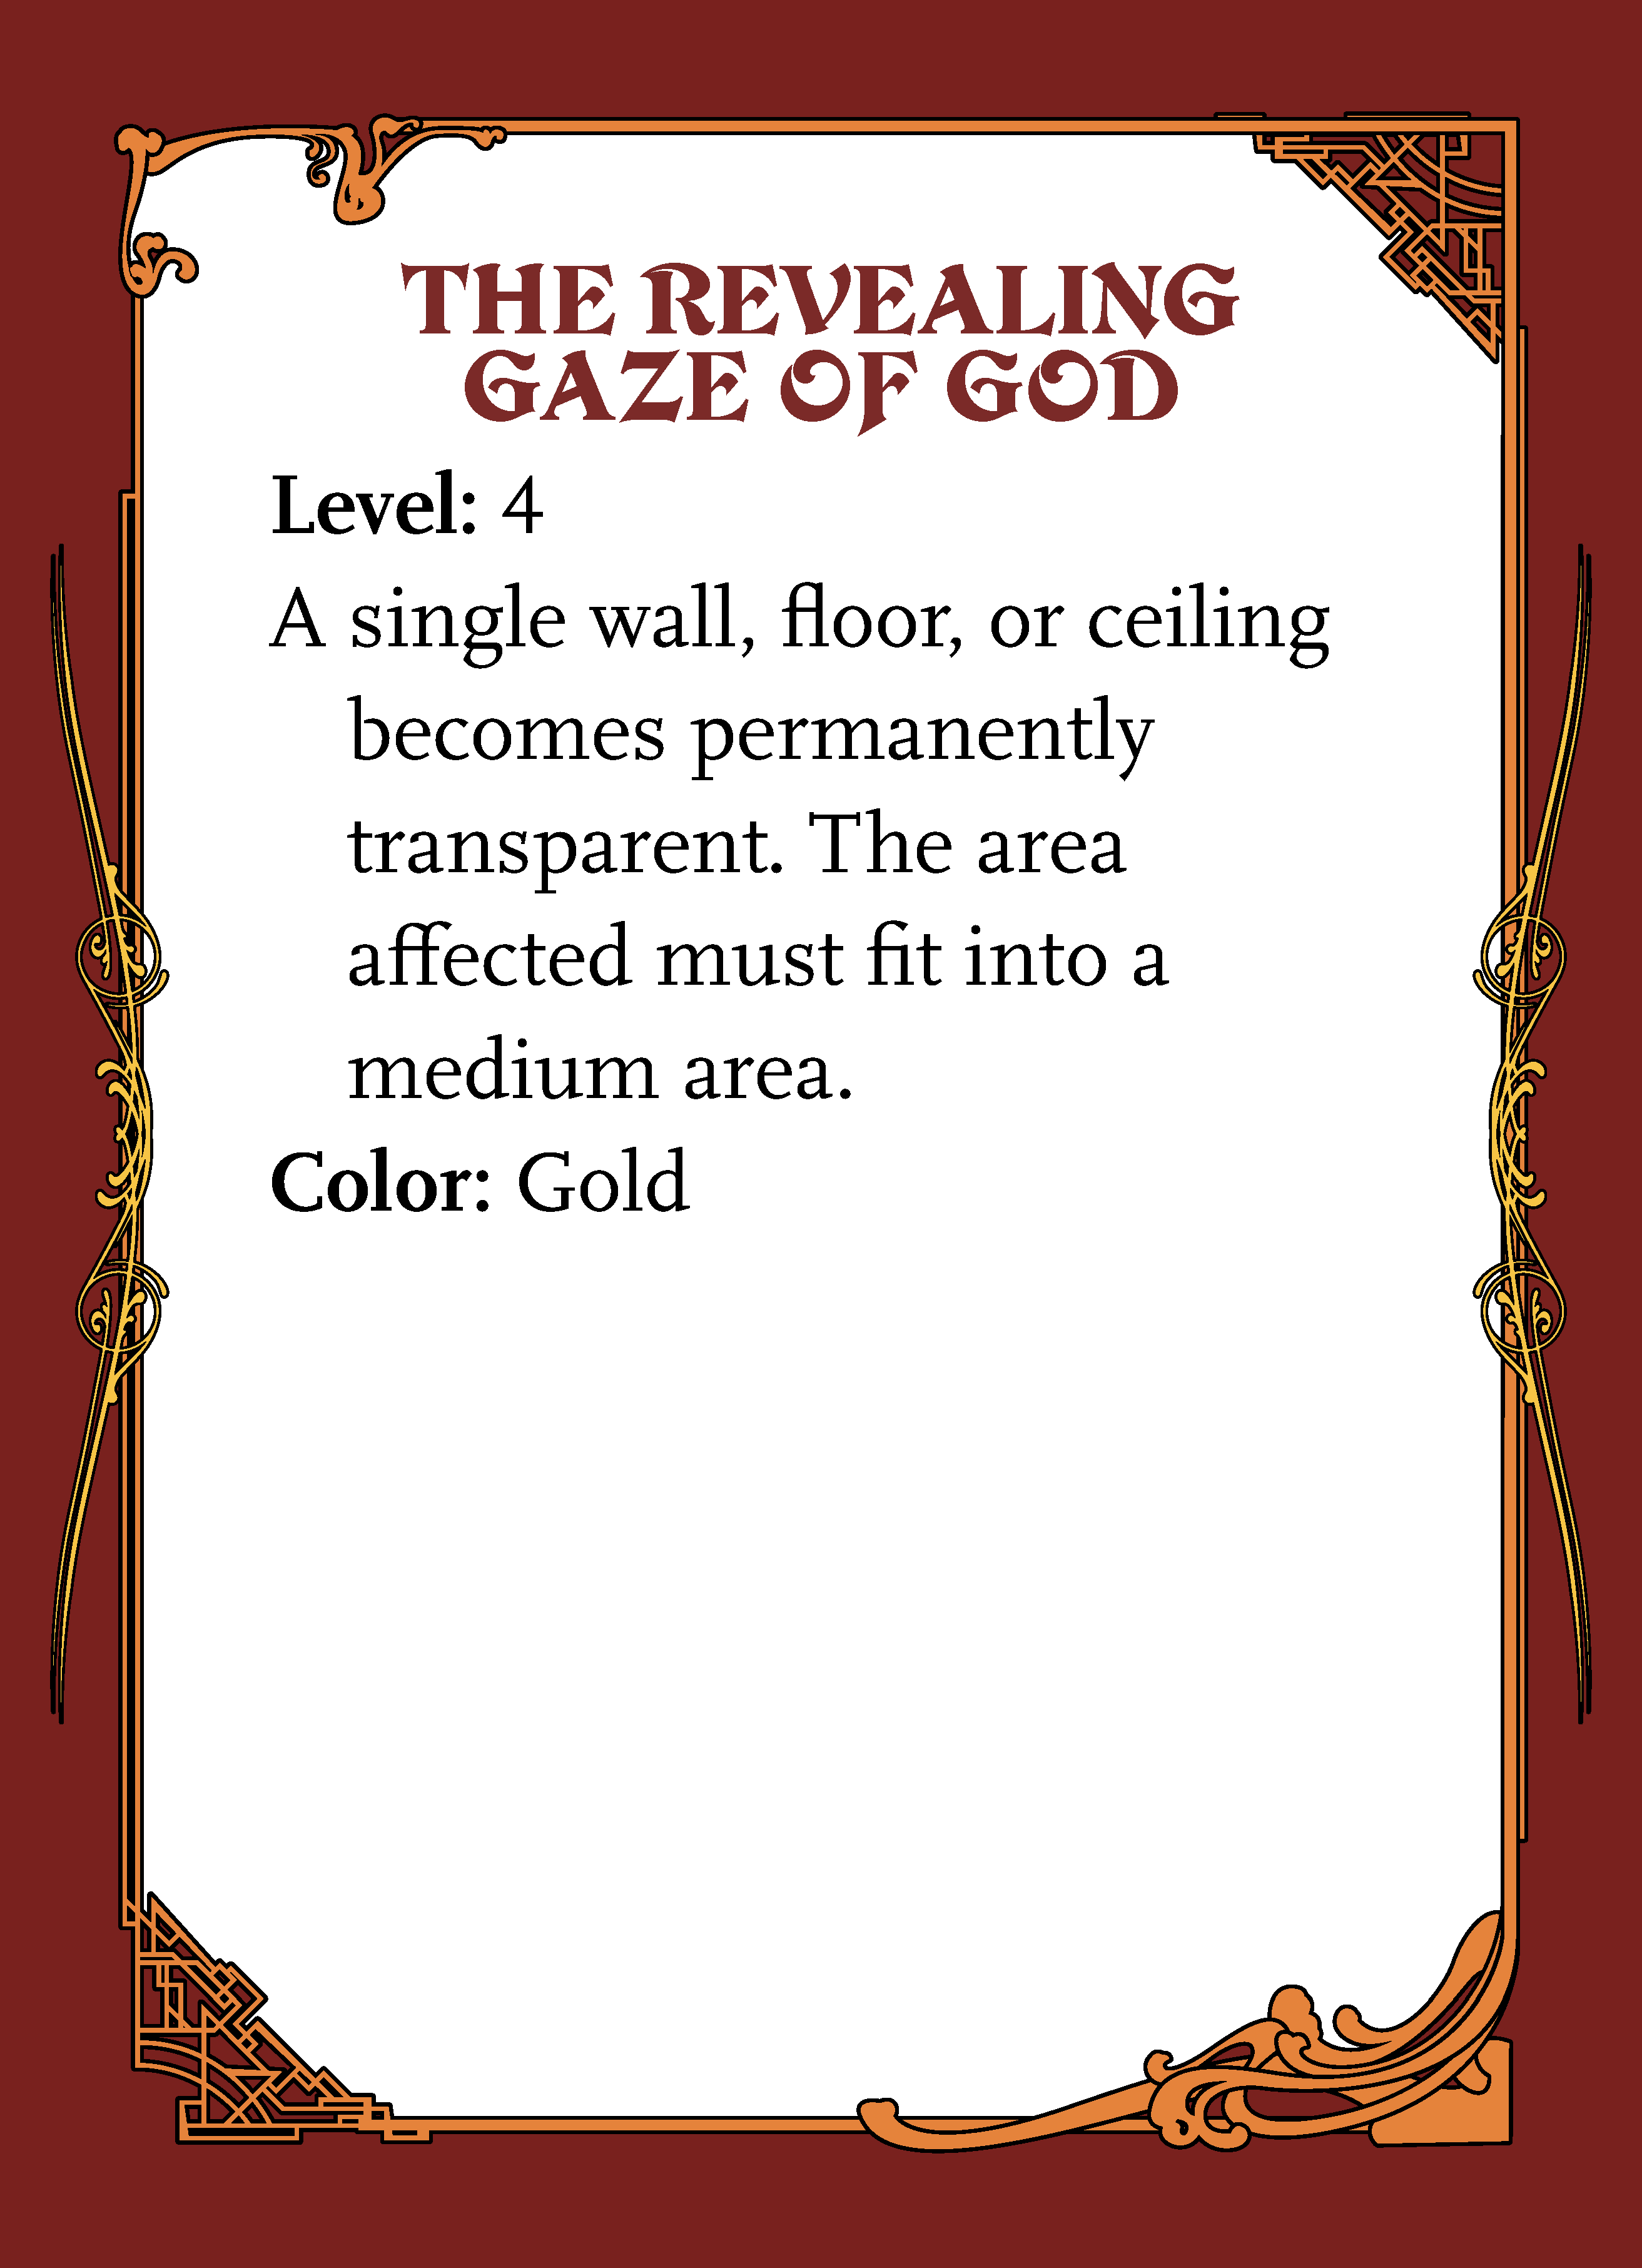 THE REVEALING
GAZE OF GOD
Level: 4
A single wall, floor, or ceiling
becomes permanently
transparent. The area
affected must fit into a
medium area.
Color: Gold